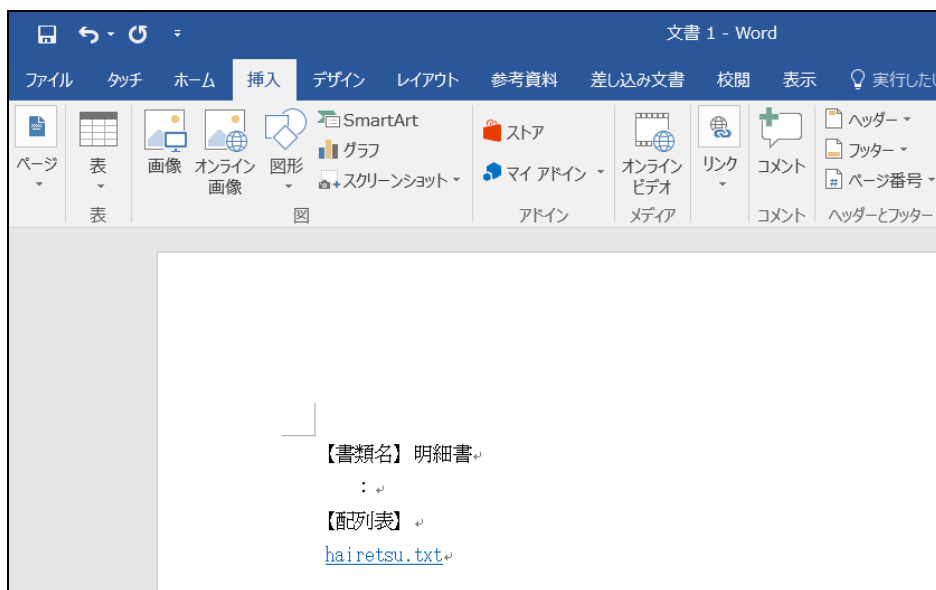 文書 1 - Word
ファイル タッチ ホーム 挿入 デザイン レイアウト 参考資料 差し込み文書 校閲 表示 実行したい
ページ
表
画像
オンライン
画像
図形
SmartArt
グラフ
スクリーンショット
ストア
マイ アドイン
オンライン
ビデオ
リンク
コメント
ヘッダー
フッター
# ページ番号
表 図 アドイン メディア コメント ヘッダーとフッター
【書類名】明細書↵
：↵
【配列表】↵
hairetsu.txt↵